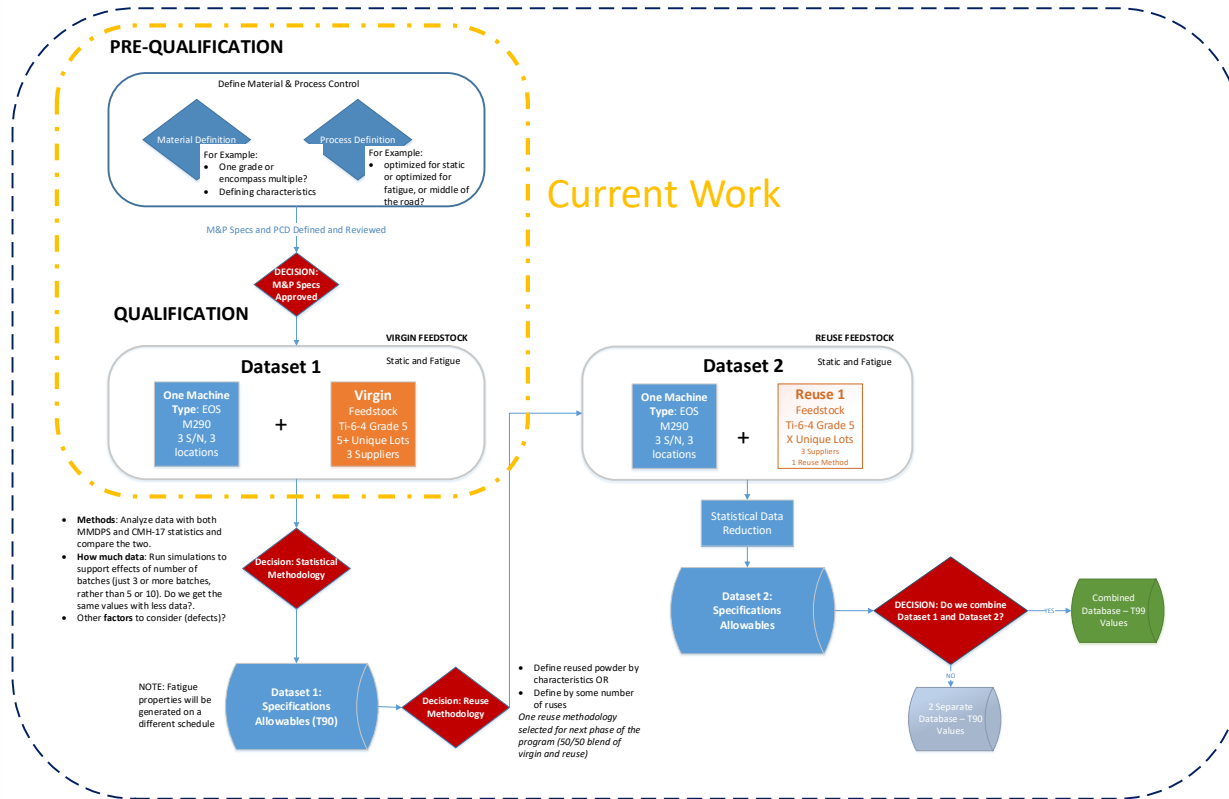 PRE-QUALIFICATION
Define Material & Process Control
Material Definition
For Example:
• One grade or
encompass multiple?
• Defining characteristics
Process Definition
For Example:
• optimized for static
or optimized for
fatigue, or middle of
the road?
Current Work
M&P Specs and PCD Defined and Reviewed
DECISION:
M&P Specs
Approved
QUALIFICATION
VIRGIN FEEDSTOCK
Dataset 1
Static and Fatigue
One Machine
Type: EOS
M290
3 S/N, 3
locations
+
Virgin
Feedstock
Ti-6-4 Grade 5
5+ Unique Lots
3 Suppliers
REUSE FEEDSTOCK
Dataset 2
Static and Fatigue
One Machine
Type: EOS
M290
3 S/N, 3
locations
+
Reuse 1
Feedstock
Ti-6-4 Grade 5
X Unique Lots
3 Suppliers
1 Reuse Method
• Methods: Analyze data with both
MMDPS and CMH-17 statistics and
compare the two.
• How much data: Run simulations to
support effects of number of
batches (just 3 or more batches,
rather than 5 or 10). Do we get the
same values with less data?.
• Other factors to consider (defects)?
Decision: Statistical
Methodology
Statistical Data
Reduction
Dataset 2:
Specifications
Allowables
DECISION: Do we combine
Dataset 1 and Dataset 2?
YES
Combined
Database – T99
Values
NO
2 Separate
Database – T90
Values
NOTE: Fatigue
properties will be
generated on a
different schedule
Dataset 1:
Specifications
Allowables (T90)
Decision: Reuse
Methodology
• Define reused powder by
characteristics OR
• Define by some number
of ruses
One reuse methodology
selected for next phase of the
program (50/50 blend of
virgin and reuse)